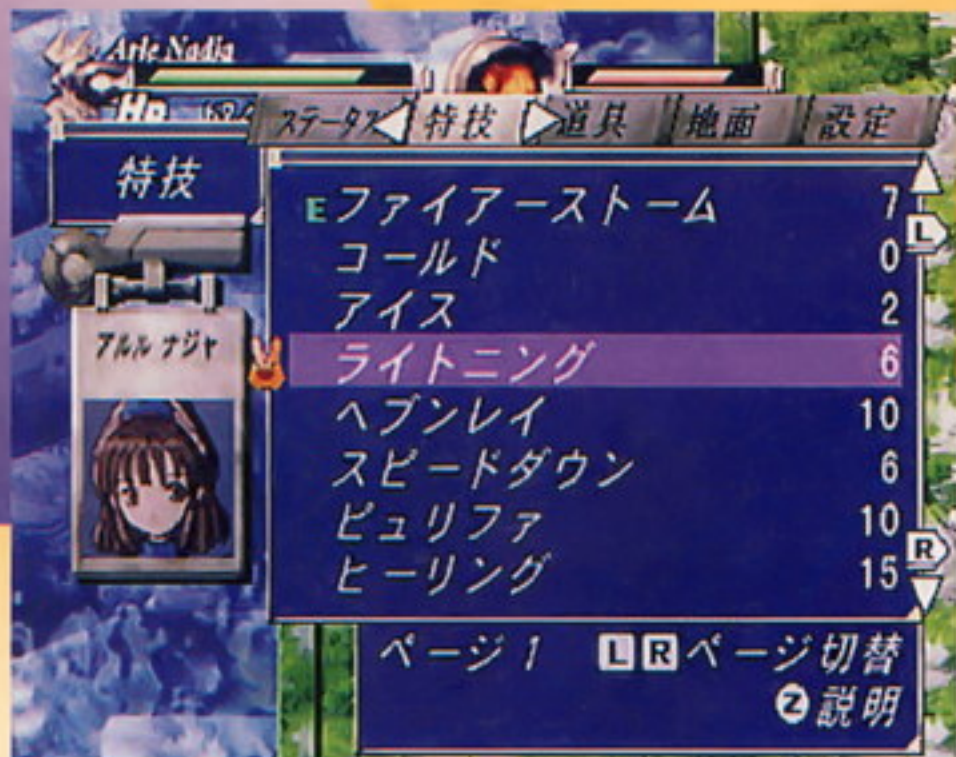 Arle Nadja
HP
ステータス 特技 道具 地面 設定
特技
アルル ナジャ
Eファイアーストーム 7
コールド 0
アイス 2
ライトニング 6
ヘブンレイ 10
スピードダウン 6
ピュリファ 10
ヒーリング 15
L
R
ページ 1 LRページ切替
Z説明